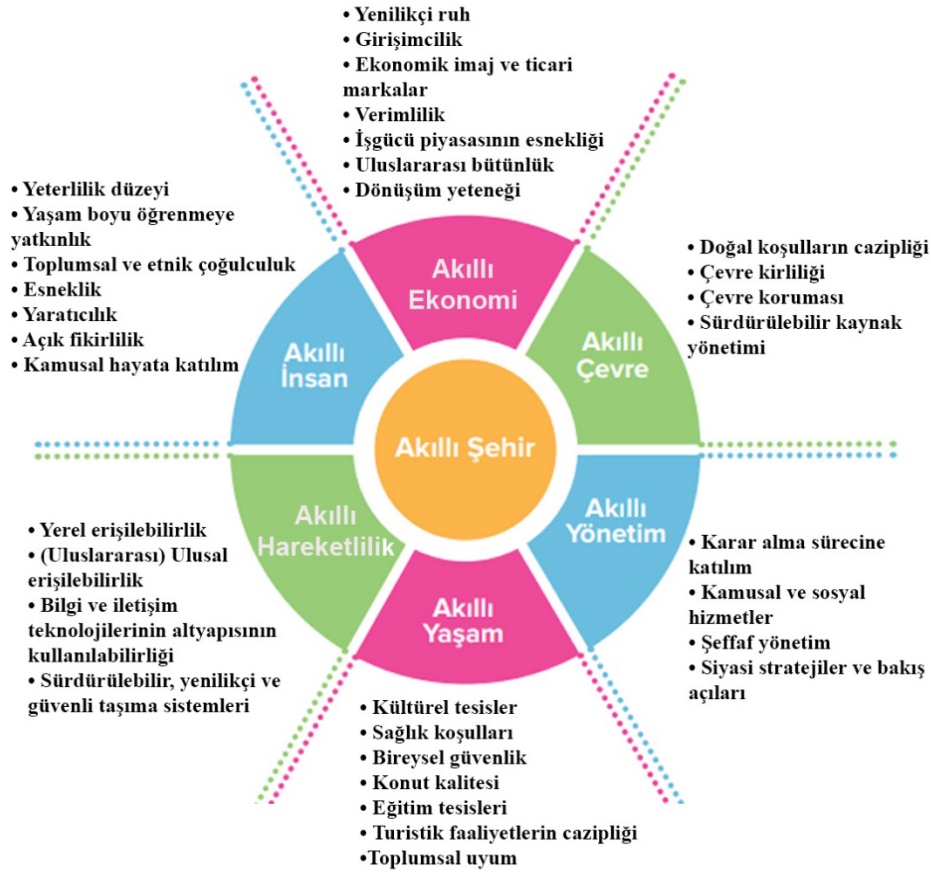 • Yenilikçi ruh
• Girişimcilik
• Ekonomik imaj ve ticari
markalar
• Verimlilik
• İşgücü piyasasının esnekliği
• Uluslararası bütünlük
• Dönüşüm yeteneği
• Yeterlilik düzeyi
• Yaşam boyu öğrenmeye
yatkınlık
• Toplumsal ve etnik çoğulculuk
• Esneklik
• Yaratıcılık
• Açık fikirlilik
• Kamusal hayata katılım
Akıllı
Ekonomi
• Doğal koşulların cazipliği
• Çevre kirliliği
• Çevre koruması
• Sürdürülebilir kaynak
yönetimi
Akıllı
İnsan
Akıllı
Çevre
Akıllı Şehir
Akıllı
Hareketlilik
Akıllı
Yönetim
• Yerel erişilebilirlik
• (Uluslararası) Ulusal
erişilebilirlik
• Bilgi ve iletişim
teknolojilerinin altyapısının
kullanılabilirliği
• Sürdürülebilir, yenilikçi ve
güvenli taşıma sistemleri
Akıllı
Yaşam
• Karar alma sürecine
katılım
• Kamusal ve sosyal
hizmetler
• Şeffaf yönetim
• Siyasi stratejiler ve bakış
açıları
• Kültürel tesisler
• Sağlık koşulları
• Bireysel güvenlik
• Konut kalitesi
• Eğitim tesisleri
• Turistik faaliyetlerin cazipliği
•Toplumsal uyum